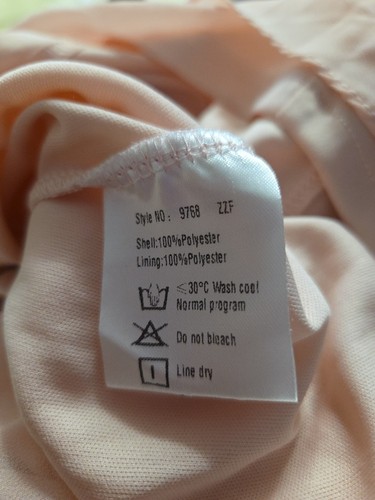 Style NO: 9768 ZZF
Shell:100%Polyester
Lining:100%Polyester
≤30°C Wash cool
Normal program
Do not bleach
Line dry